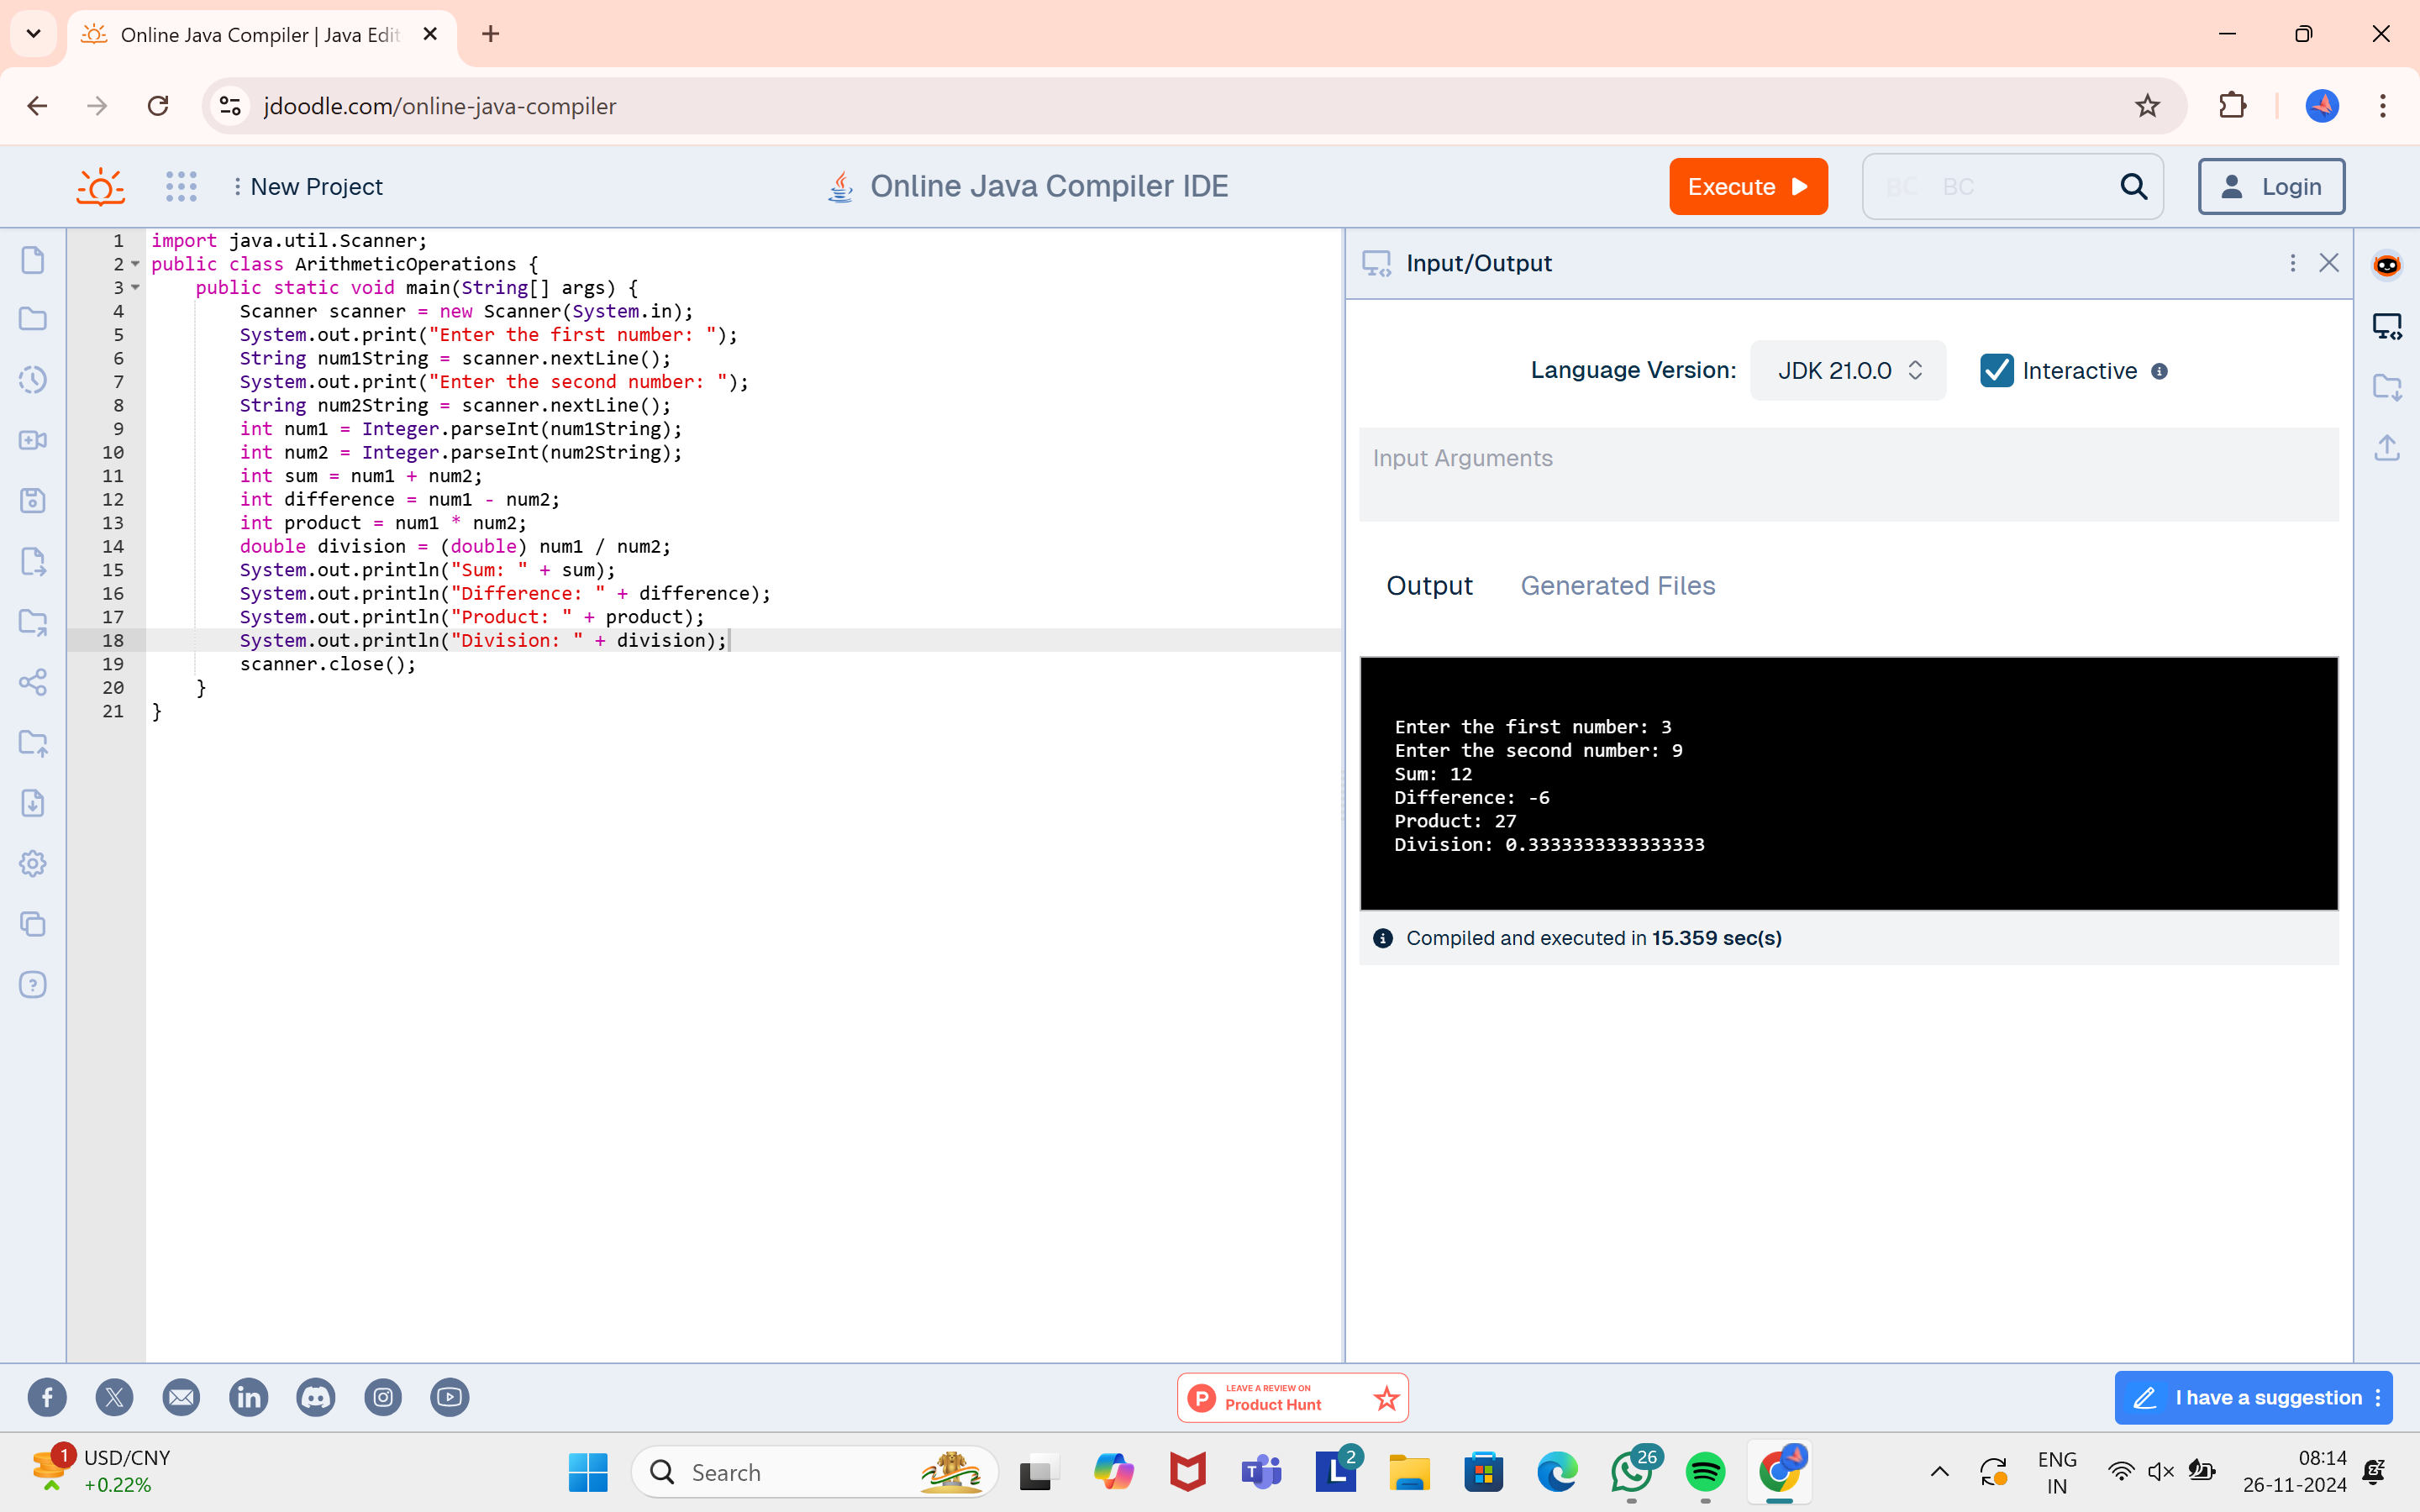 Online Java Compiler | Java Edit
jdoodle.com/online-java-compiler
New Project
Online Java Compiler IDE
Execute
BC BC
Login
1 import java.util.Scanner;
2 public class ArithmeticOperations {
3 public static void main(String[] args) {
4 Scanner scanner = new Scanner(System.in);
5 System.out.print("Enter the first number: ");
6 String num1String = scanner.nextLine();
7 System.out.print("Enter the second number: ");
8 String num2String = scanner.nextLine();
9 int num1 = Integer.parseInt(num1String);
10 int num2 = Integer.parseInt(num2String);
11 int sum = num1 + num2;
12 int difference = num1 - num2;
13 int product = num1 * num2;
14 double division = (double) num1 / num2;
15 System.out.println("Sum: " + sum);
16 System.out.println("Difference: " + difference);
17 System.out.println("Product: " + product);
18 System.out.println("Division: " + division);
19 scanner.close();
20 }
21 }
Input/Output
Language Version: JDK 21.0.0 Interactive
Input Arguments
Output Generated Files
Enter the first number: 3
Enter the second number: 9
Sum: 12
Difference: -6
Product: 27
Division: 0.3333333333333333
Compiled and executed in 15.359 sec(s)
LEAVE A REVIEW ON
Product Hunt
I have a suggestion
1 USD/CNY
+0.22%
Search
2
26
ENG
IN
08:14
26-11-2024